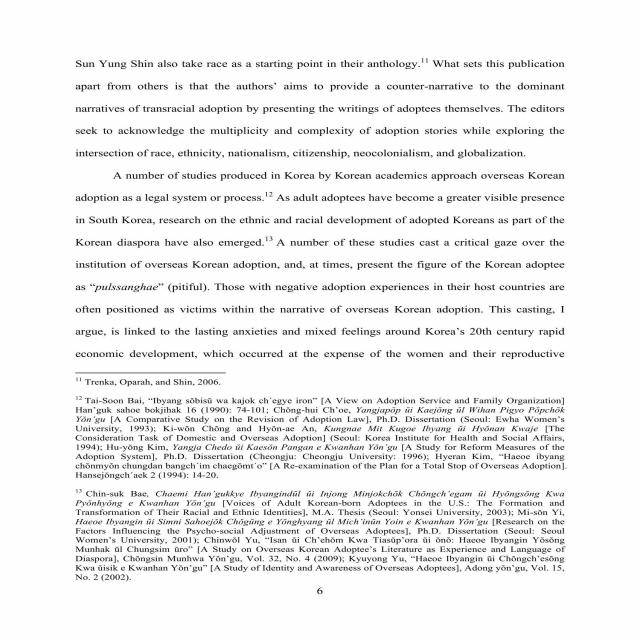 Sun Yung Shin also take race as a starting point in their anthology.11 What sets this publication
apart from others is that the authors' aims to provide a counter-narrative to the dominant
narratives of transracial adoption by presenting the writings of adoptees themselves. The editors
seek to acknowledge the multiplicity and complexity of adoption stories while exploring the
intersection of race, ethnicity, nationalism, citizenship, neocolonialism, and globalization.
A number of studies produced in Korea by Korean academics approach overseas Korean
adoption as a legal system or process.12 As adult adoptees have become a greater visible presence
in South Korea, research on the ethnic and racial development of adopted Koreans as part of the
Korean diaspora have also emerged.13 A number of these studies cast a critical gaze over the
institution of overseas Korean adoption, and, at times, present the figure of the Korean adoptee
as "pulssanghae" (pitiful). Those with negative adoption experiences in their host countries are
often positioned as victims within the narrative of overseas Korean adoption. This casting, I
argue, is linked to the lasting anxieties and mixed feelings around Korea's 20th century rapid
economic development, which occurred at the expense of the women and their reproductive
11 Trenka, Oparah, and Shin, 2006.
12 Tai-Soon Bai, "Ibyang sŏbisŭ wa kajok ch´egye iron" [A View on Adoption Service and Family Organization]
Han'guk sahoe bokjihak 16 (1990): 74-101; Chŏng-hui Ch'oe, Yangjapŏp ŭi Kaejŏng ŭl Wihan Pigyo Pŏpchŏk
Yŏn'gu [A Comparative Study on the Revision of Adoption Law], Ph.D. Dissertation (Seoul: Ewha Women's
University, 1993); Ki-wŏn Chŏng and Hyŏn-ae An, Kungnae Mit Kugoe Ibyang ŭi Hyŏnan Kwaje [The
Consideration Task of Domestic and Overseas Adoption] (Seoul: Korea Institute for Health and Social Affairs,
1994); Hu-yŏng Kim, Yangja Chedo ŭi Kaesŏn Pangan e Kwanhan Yŏn'gu [A Study for Reform Measures of the
Adoption System], Ph.D. Dissertation (Cheongju: Cheongju University: 1996); Hyeran Kim, "Haeoe ibyang
chŏnmyŏn chungdan bangch´im chaegŏmt´o" [A Re-examination of the Plan for a Total Stop of Overseas Adoption].
Hansejŏngch´aek 2 (1994): 14-20.
13 Chin-suk Bae, Chaemi Han'gukkye Ibyangindŭl ŭi Injong Minjokchŏk Chŏngch'egam ŭi Hyŏngsŏng Kwa
Pyŏnhyŏng e Kwanhan Yŏn'gu [Voices of Adult Korean-born Adoptees in the U.S.: The Formation and
Transformation of Their Racial and Ethnic Identities], M.A. Thesis (Seoul: Yonsei University, 2003); Mi-sŏn Yi,
Haeoe Ibyangin ŭi Simni Sahoejŏk Chŏgŭng e Yŏnghyang ŭl Mich'inŭn Yoin e Kwanhan Yŏn'gu [Research on the
Factors Influencing the Psycho-social Adjustment of Overseas Adoptees], Ph.D. Dissertation (Seoul: Seoul
Women's University, 2001); Chinwŏl Yu, "Isan ŭi Ch'ehŏm Kwa Tiasŭp'ora ŭi ŏnŏ: Haeoe Ibyangin Yŏsŏng
Munhak ŭl Chungsim ŭro" [A Study on Overseas Korean Adoptee's Literature as Experience and Language of
Diaspora], Chŏngsin Munhwa Yŏn'gu, Vol. 32, No. 4 (2009); Kyuyong Yu, "Haeoe Ibyangin ŭi Chŏngch'esŏng
Kwa ŭisik e Kwanhan Yŏn'gu" [A Study of Identity and Awareness of Overseas Adoptees], Adong yŏn'gu, Vol. 15,
No. 2 (2002).
6